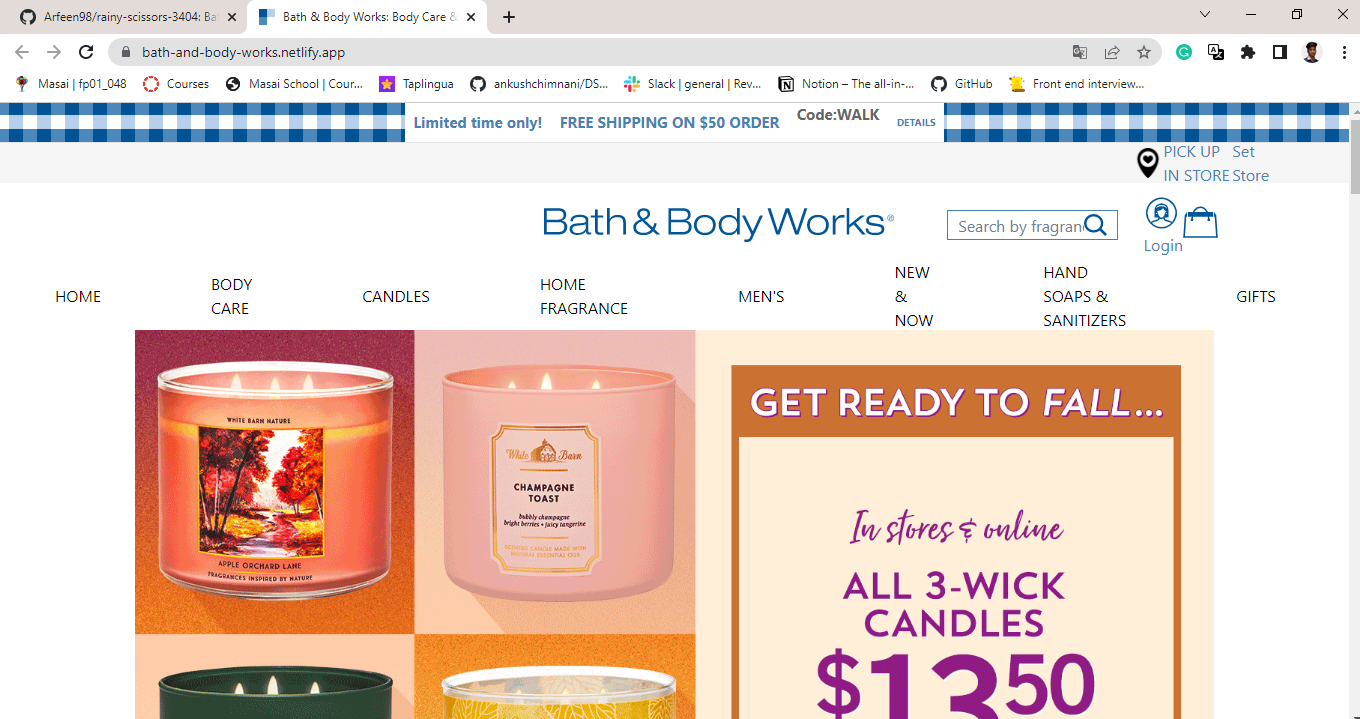 Arfeen98/rainy-scissors-3404: Ba
Bath & Body Works: Body Care &
bath-and-body-works.netlify.app
Masai | fp01_048
Courses
Masai School | Cour...
Taplingua
ankushchimnani/DS...
Slack | general | Rev...
Notion – The all-in-...
GitHub
Front end interview...
Limited time only!
FREE SHIPPING ON $50 ORDER
Code:WALK
DETAILS
PICK UP
IN STORE
Set
Store
Bath & Body Works®
Search by fragran
Login
HOME
BODY
CARE
CANDLES
HOME
FRAGRANCE
MEN'S
NEW
&
NOW
HAND
SOAPS &
SANITIZERS
GIFTS
WHITE BARN NATURE
APPLE ORCHARD LANE
FRAGRANCES INSPIRED BY NATURE
White Barn
CHAMPAGNE
TOAST
bubbly champagne
bright berries • juicy tangerine
SCENTED CANDLE MADE WITH
NATURAL ESSENTIAL OILS
GET READY TO FALL...
In stores & online
ALL 3-WICK
CANDLES
$13.50